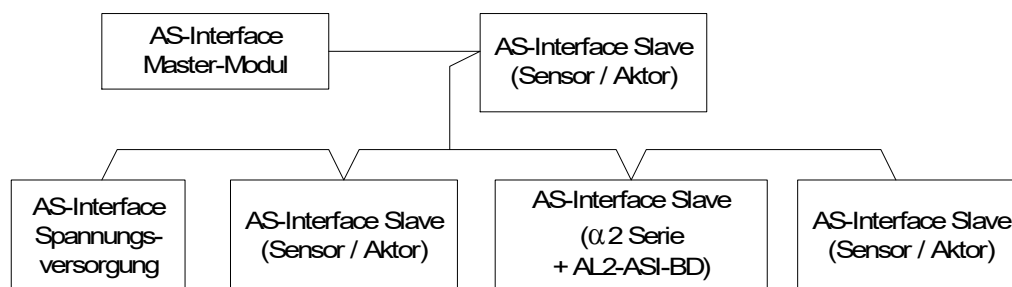 AS-Interface
Master-Modul
AS-Interface Slave
(Sensor / Aktor)
AS-Interface
Spannungs-
versorgung
AS-Interface Slave
(Sensor / Aktor)
AS-Interface Slave
(α2 Serie
+ AL2-ASI-BD)
AS-Interface Slave
(Sensor / Aktor)